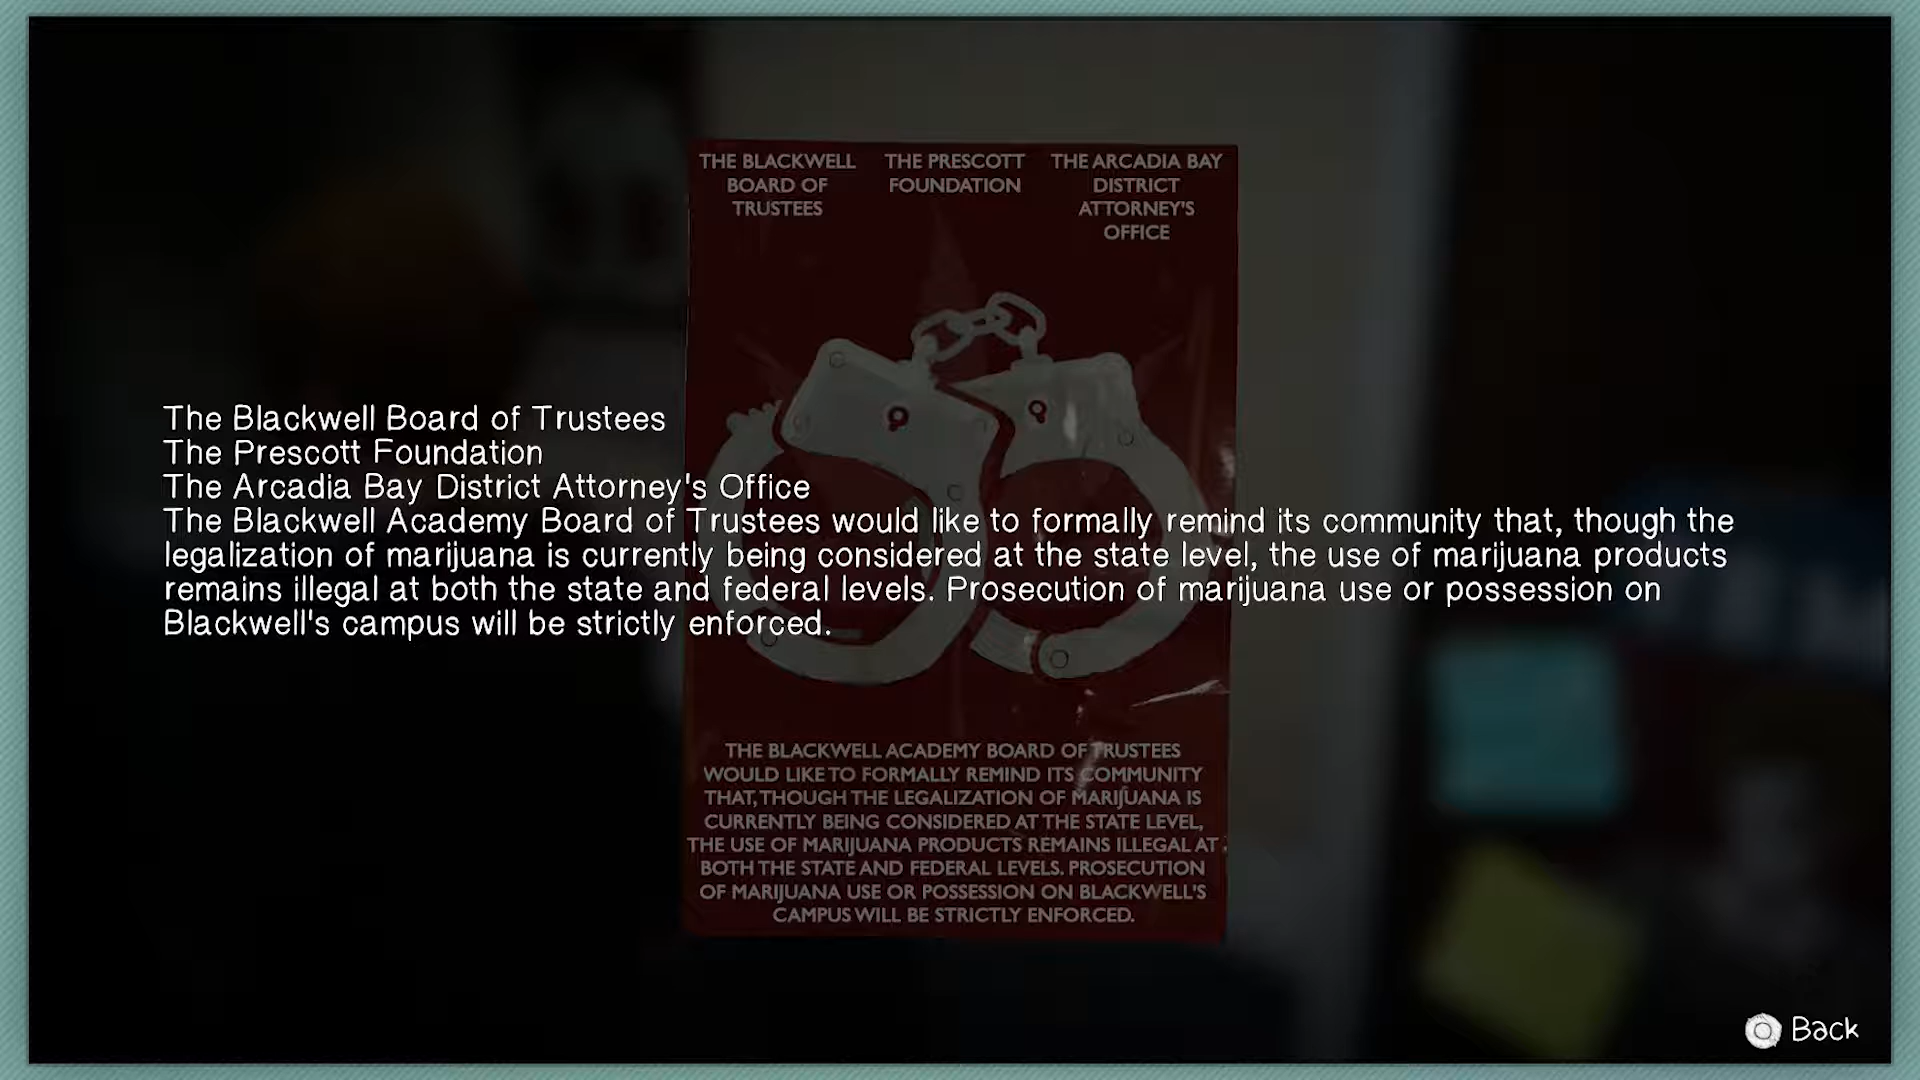 THE BLACKWELL
BOARD OF
TRUSTEES
THE PRESCOTT
FOUNDATION
THE ARCADIA BAY
DISTRICT
ATTORNEY'S
OFFICE
The Blackwell Board of Trustees
The Prescott Foundation
The Arcadia Bay District Attorney's Office
The Blackwell Academy Board of Trustees would like to formally remind its community that, though the
legalization of marijuana is currently being considered at the state level, the use of marijuana products
remains illegal at both the state and federal levels. Prosecution of marijuana use or possession on
Blackwell's campus will be strictly enforced.
THE BLACKWELL ACADEMY BOARD OF TRUSTEES
WOULD LIKE TO FORMALLY REMIND ITS COMMUNITY
THAT, THOUGH THE LEGALIZATION OF MARIJUANA IS
CURRENTLY BEING CONSIDERED AT THE STATE LEVEL,
THE USE OF MARIJUANA PRODUCTS REMAINS ILLEGAL AT
BOTH THE STATE AND FEDERAL LEVELS. PROSECUTION
OF MARIJUANA USE OR POSSESSION ON BLACKWELL'S
CAMPUS WILL BE STRICTLY ENFORCED.
Back